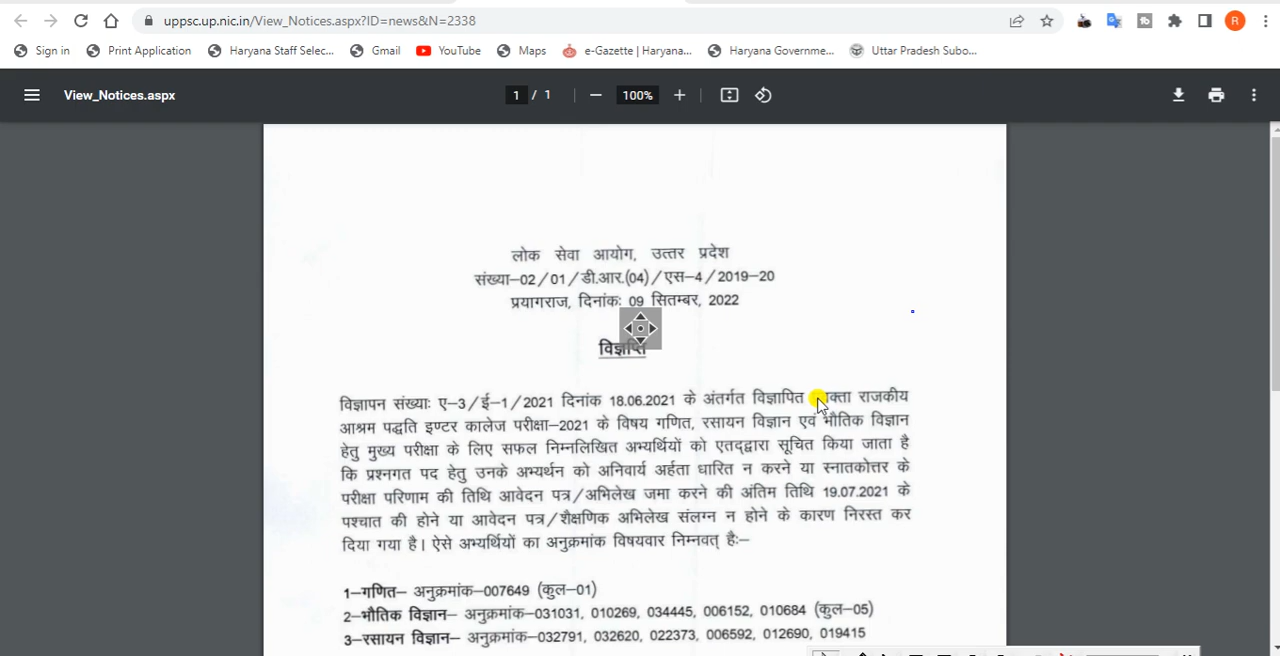 uppsc.up.nic.in/View_Notices.aspx?ID=news&N=2338
R
Sign in Print Application Haryana Staff Selec... Gmail YouTube Maps e-Gazette | Haryana... Haryana Governme... Uttar Pradesh Subo...
View_Notices.aspx 1 / 1 100%
लोक सेवा आयोग, उत्तर प्रदेश
संख्या–02/01/डी.आर.(04)/एस–4/2019–20
प्रयागराज, दिनांकः 09 सितम्बर, 2022
विज्ञप्ति
विज्ञापन संख्याः ए–3/ई–1/2021 दिनांक 18.06.2021 के अंतर्गत विज्ञापित राजकीय
आश्रम पद्धति इण्टर कालेज परीक्षा–2021 के विषय गणित, रसायन विज्ञान एवं भौतिक विज्ञान
हेतु मुख्य परीक्षा के लिए सफल निम्नलिखित अभ्यर्थियों को एतद्द्वारा सूचित किया जाता है
कि प्रश्नगत पद हेतु उनके अभ्यर्थन को अनिवार्य अर्हता धारित न करने या स्नातकोत्तर के
परीक्षा परिणाम की तिथि आवेदन पत्र/अभिलेख जमा करने की अंतिम तिथि 19.07.2021 के
पश्चात की होने या आवेदन पत्र/शैक्षणिक अभिलेख संलग्न न होने के कारण निरस्त कर
दिया गया है। ऐसे अभ्यर्थियों का अनुक्रमांक विषयवार निम्नवत् हैः–
1–गणित– अनुक्रमांक–007649 (कुल–01)
2–भौतिक विज्ञान– अनुक्रमांक–031031, 010269, 034445, 006152, 010684 (कुल–05)
3–रसायन विज्ञान– अनुक्रमांक–032791, 032620, 022373, 006592, 012690, 019415